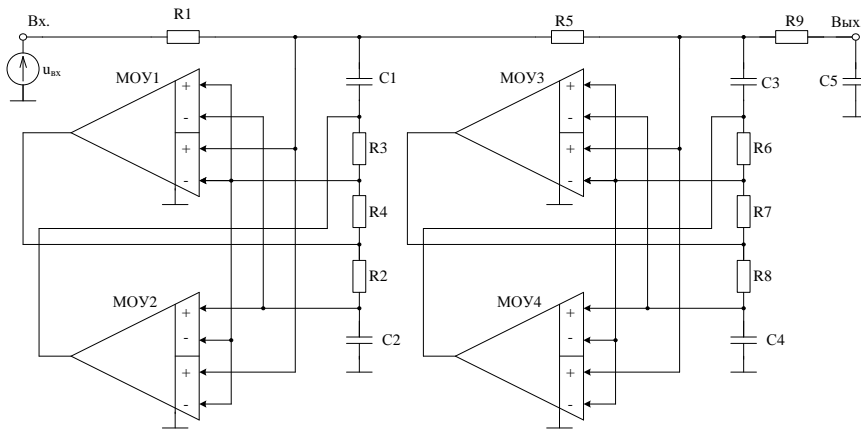 Вх. R1 R5 R9 Вых
uвх МОУ1 C1 МОУ3 C3 C5
+ +
- -
+ R3 + R6
- -
R4 R7
МОУ2 R2 МОУ4 R8
+ +
- C2 - C4
+ +
- -